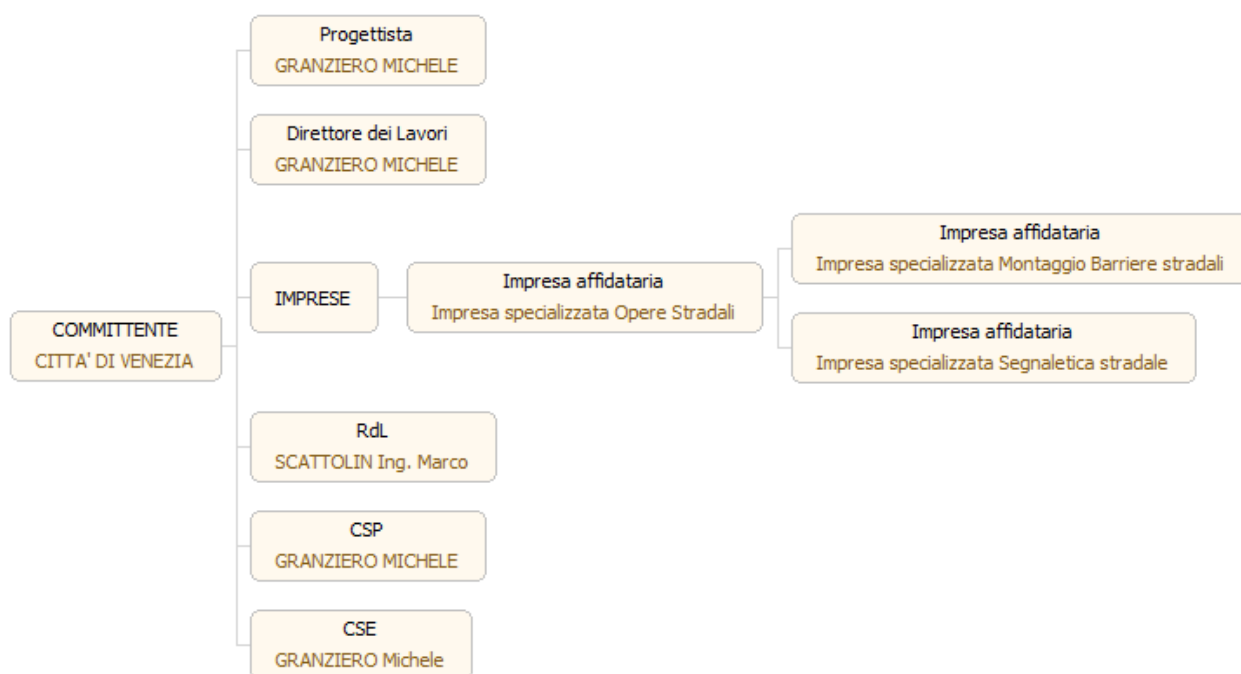 Progettista
GRANZIERO MICHELE
Direttore dei Lavori
GRANZIERO MICHELE
Impresa affidataria
Impresa specializzata Montaggio Barriere stradali
IMPRESE
Impresa affidataria
Impresa specializzata Opere Stradali
COMMITTENTE
CITTA' DI VENEZIA
Impresa affidataria
Impresa specializzata Segnaletica stradale
RdL
SCATTOLIN Ing. Marco
CSP
GRANZIERO MICHELE
CSE
GRANZIERO Michele